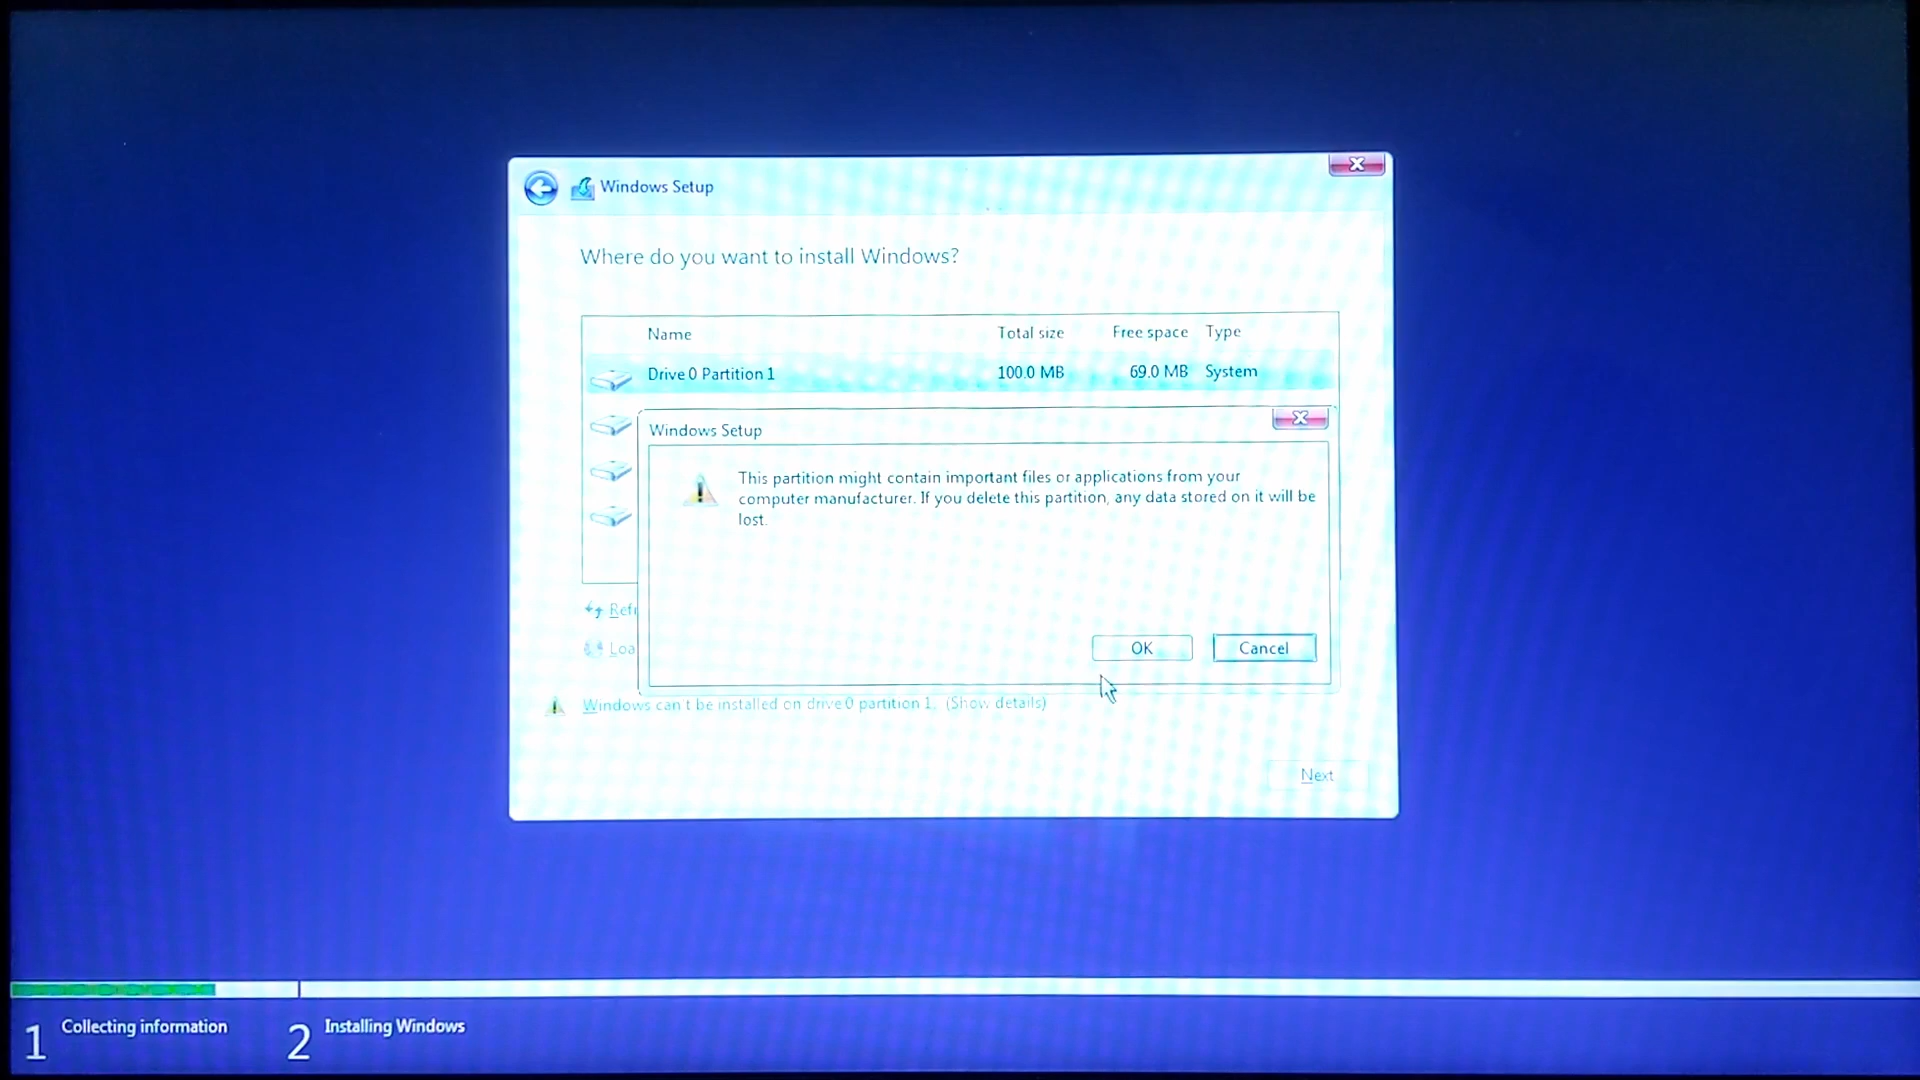 Windows Setup
Where do you want to install Windows?
Name Total size Free space Type
Drive 0 Partition 1 100.0 MB 69.0 MB System
Windows Setup
This partition might contain important files or applications from your
computer manufacturer. If you delete this partition, any data stored on it will be
lost.
Refr
Loa
OK Cancel
Windows can't be installed on drive 0 partition 1. (Show details)
Next
1 Collecting information 2 Installing Windows